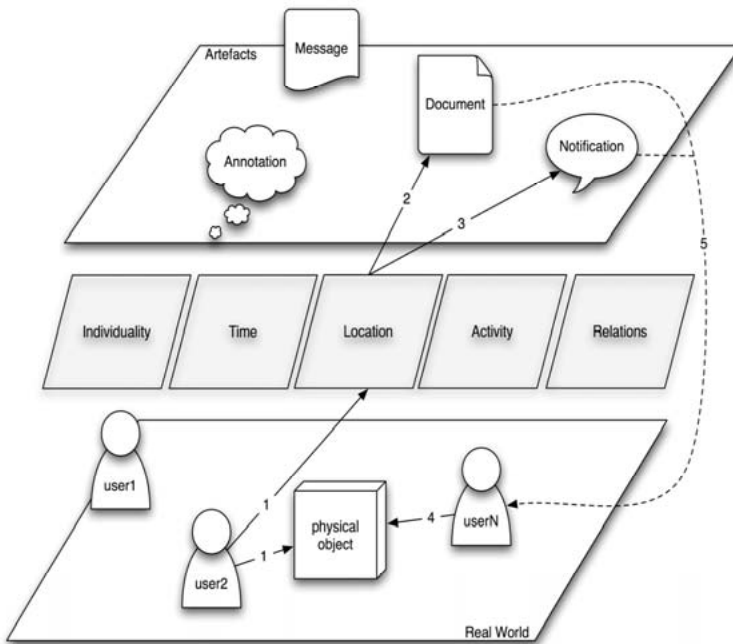 Message
Artefacts
Document
Annotation
Notification
2
3
5
Individuality
Time
Location
Activity
Relations
user1
1
4
userN
physical
object
1
user2
Real World